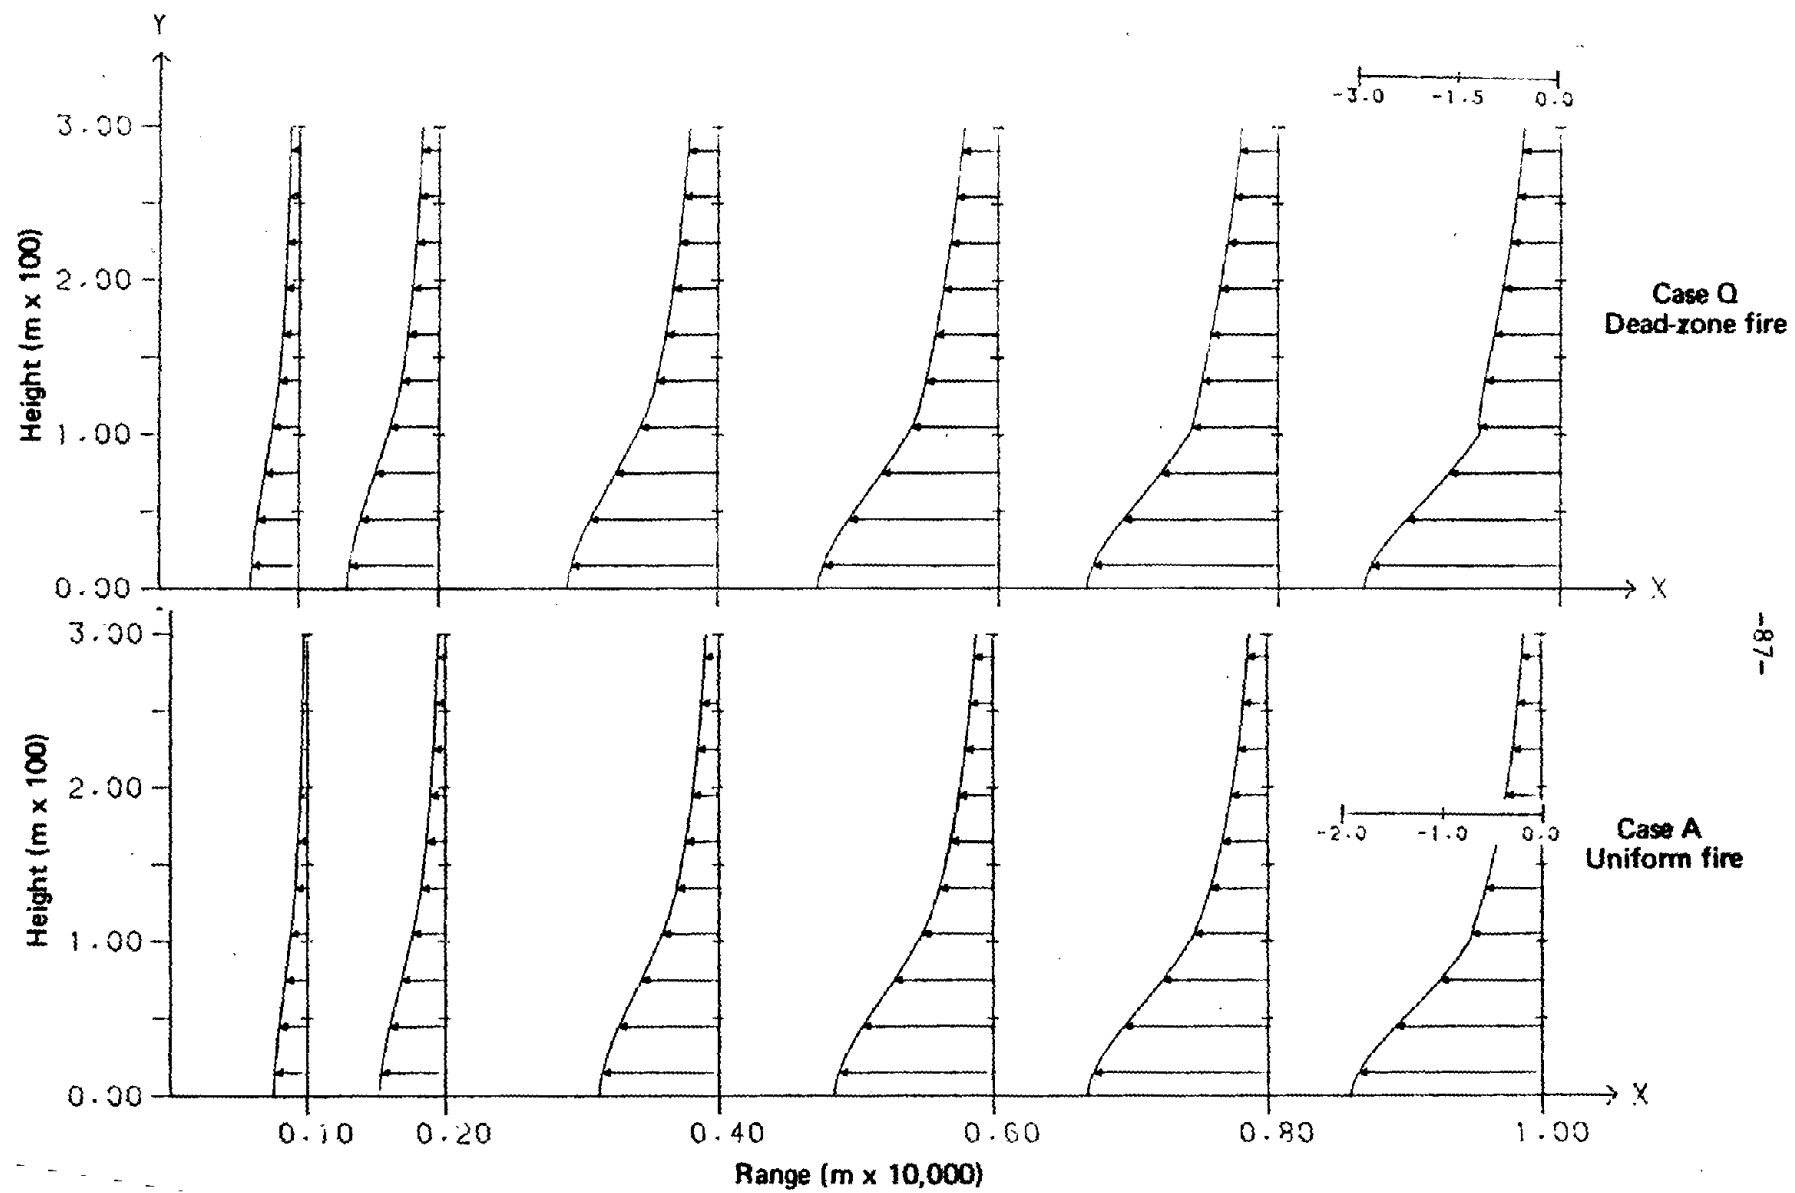 Y
-3.0 -1.5 0.0
3.00
2.00
1.00
0.00
Height (m x 100)
Case Q
Dead-zone fire
X
-87-
3.00
2.00
1.00
0.00
Height (m x 100)
-2.0 -1.0 0.0
Case A
Uniform fire
X
0.10 0.20 0.40 0.60 0.80 1.00
Range (m x 10,000)